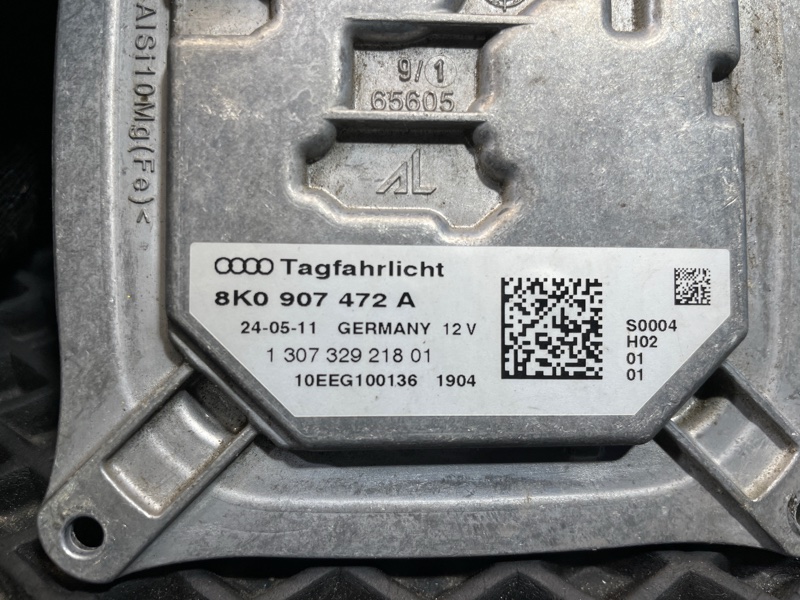 AlSi10Mg(Fe)<
9/1
65605
AL
Tagfahrlicht
8K0 907 472 A
24-05-11 GERMANY 12 V
1 307 329 218 01
10EEG100136 1904
S0004
H02
01
01